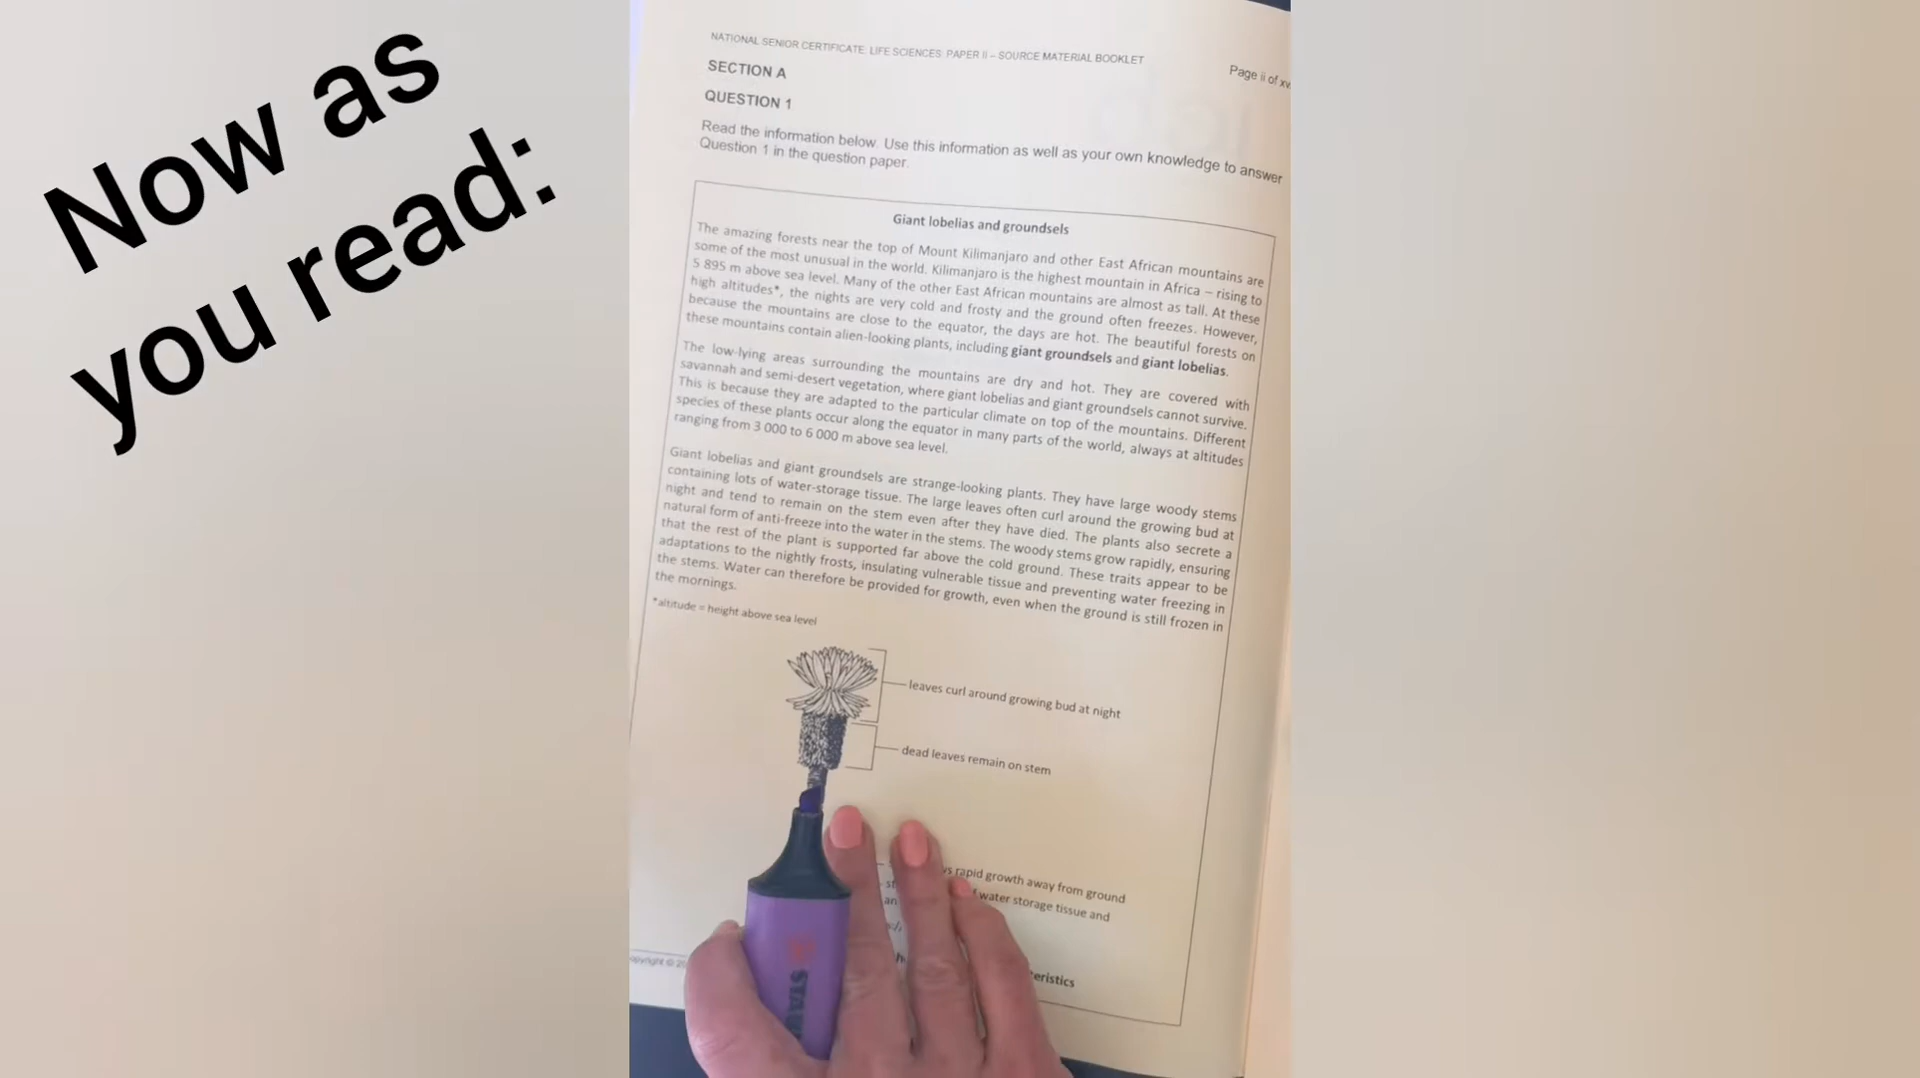 Now as
you read:
NATIONAL SENIOR CERTIFICATE: LIFE SCIENCES: PAPER II – SOURCE MATERIAL BOOKLET
Page ii of xv
SECTION A
QUESTION 1
Read the information below. Use this information as well as your own knowledge to answer
Question 1 in the question paper.
Giant lobelias and groundsels
The amazing forests near the top of Mount Kilimanjaro and other East African mountains are
some of the most unusual in the world. Kilimanjaro is the highest mountain in Africa – rising to
5 895 m above sea level. Many of the other East African mountains are almost as tall. At these
high altitudes*, the nights are very cold and frosty and the ground often freezes. However,
because the mountains are close to the equator, the days are hot. The beautiful forests on
these mountains contain alien-looking plants, including giant groundsels and giant lobelias.
The low-lying areas surrounding the mountains are dry and hot. They are covered with
savannah and semi-desert vegetation, where giant lobelias and giant groundsels cannot survive.
This is because they are adapted to the particular climate on top of the mountains. Different
species of these plants occur along the equator in many parts of the world, always at altitudes
ranging from 3 000 to 6 000 m above sea level.
Giant lobelias and giant groundsels are strange-looking plants. They have large woody stems
containing lots of water-storage tissue. The large leaves often curl around the growing bud at
night and tend to remain on the stem even after they have died. The plants also secrete a
natural form of anti-freeze into the water in the stems. The woody stems grow rapidly, ensuring
that the rest of the plant is supported far above the cold ground. These traits appear to be
adaptations to the nightly frosts, insulating vulnerable tissue and preventing water freezing in
the stems. Water can therefore be provided for growth, even when the ground is still frozen in
the mornings.
*altitude = height above sea level
leaves curl around growing bud at night
dead leaves remain on stem
rapid growth away from ground
water storage tissue and